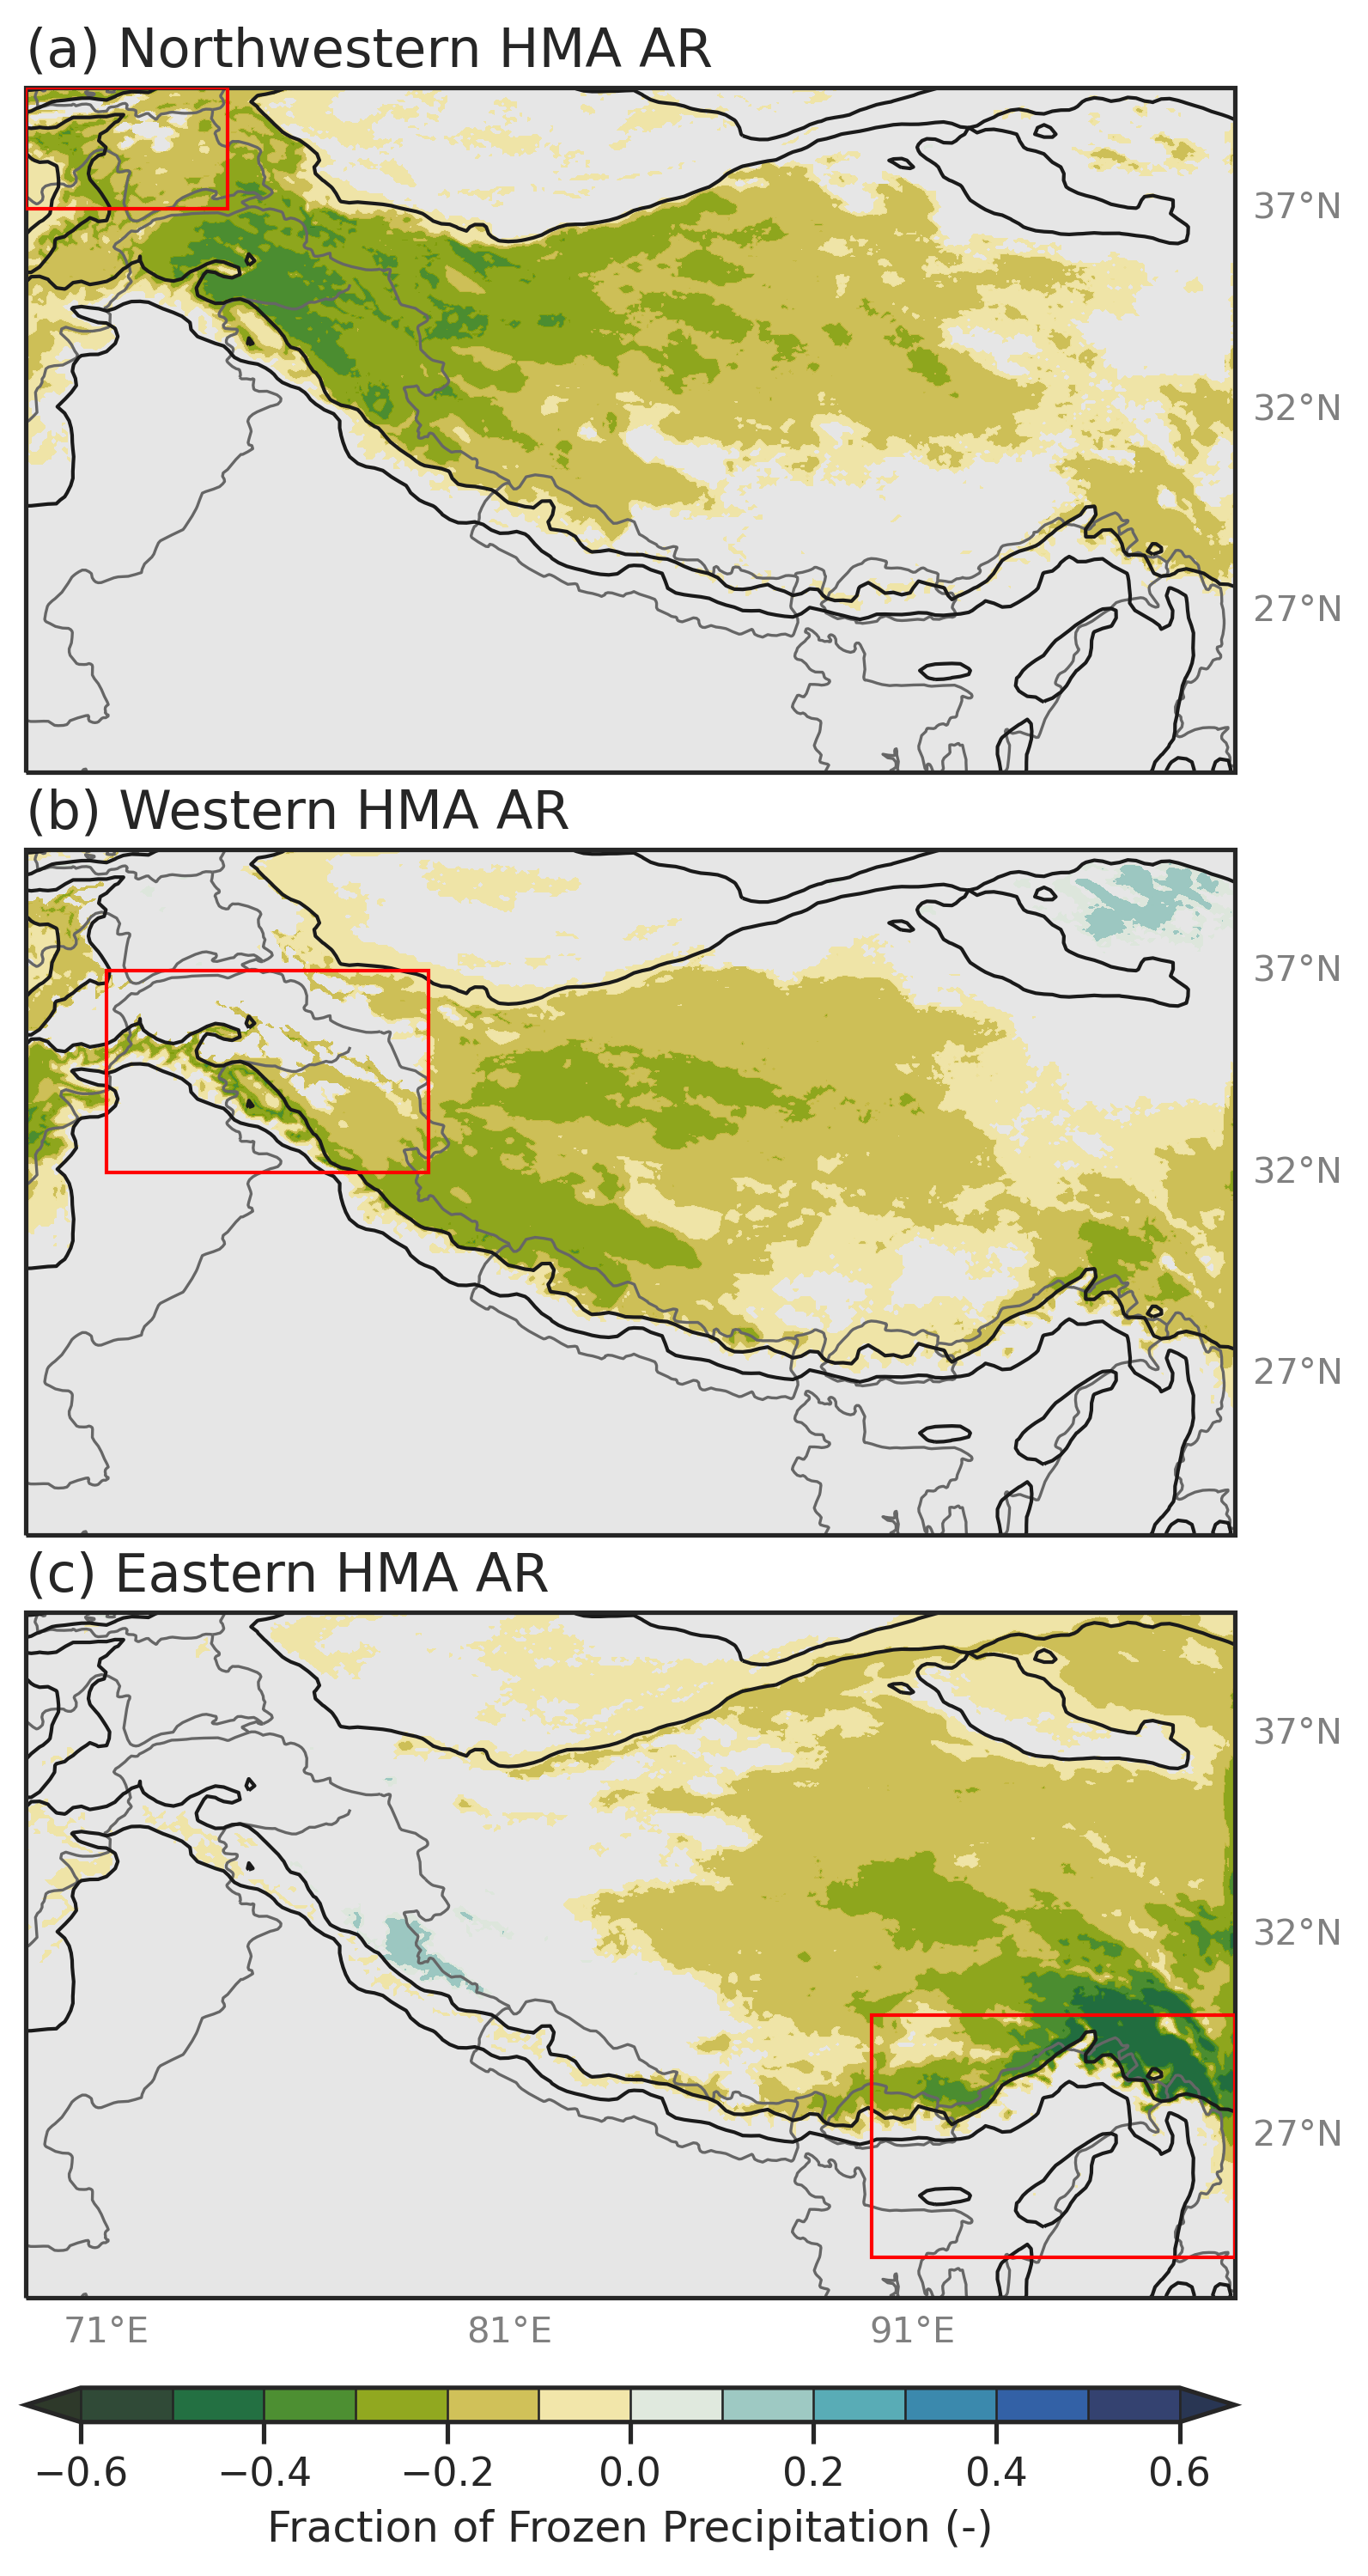 (a) Northwestern HMA AR
37°N
32°N
27°N
(b) Western HMA AR
37°N
32°N
27°N
(c) Eastern HMA AR
37°N
32°N
27°N
71°E 81°E 91°E
−0.6 −0.4 −0.2 0.0 0.2 0.4 0.6
Fraction of Frozen Precipitation (-)